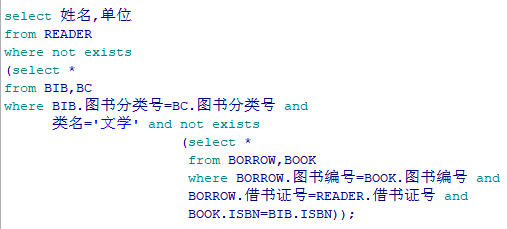 select 姓名,单位
from READER
where not exists
(select *
from BIB,BC
where BIB.图书分类号=BC.图书分类号 and
类名='文学' and not exists
(select *
from BORROW,BOOK
where BORROW.图书编号=BOOK.图书编号 and
BORROW.借书证号=READER.借书证号 and
BOOK.ISBN=BIB.ISBN));